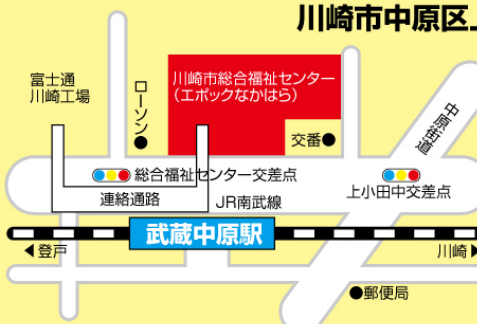 川崎市中原区上
富士通
川崎工場
ローソン
川崎市総合福祉センター
（エポックなかはら）
交番
中原街道
総合福祉センター交差点
上小田中交差点
連絡通路
JR南武線
武蔵中原駅
登戸
川崎
郵便局